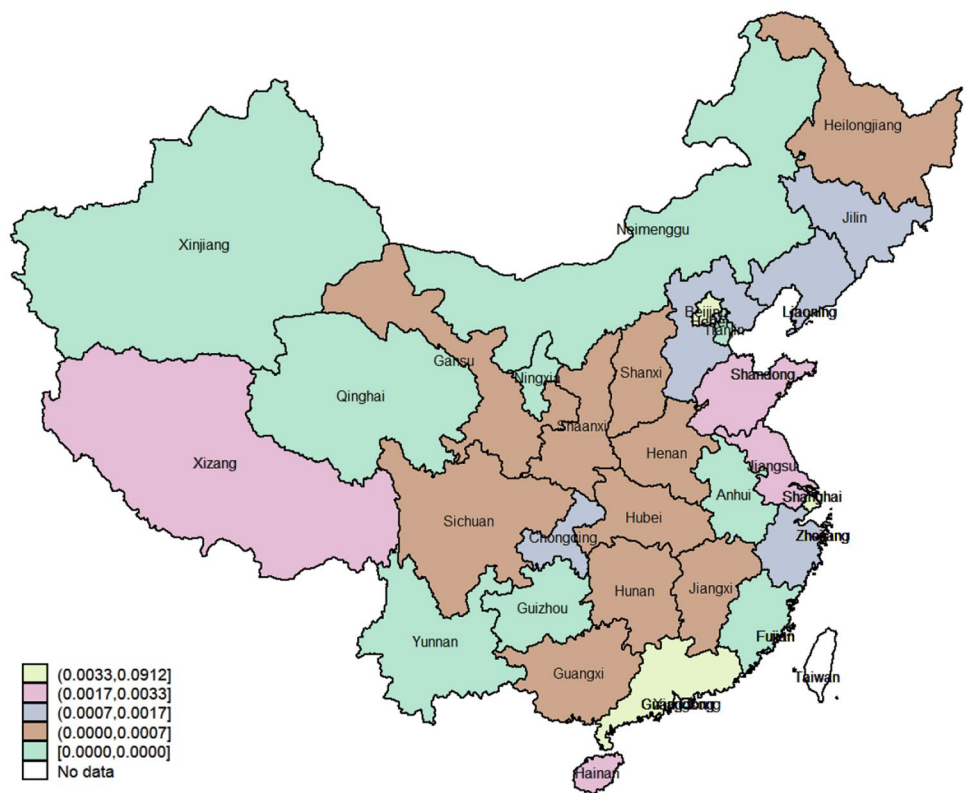 Heilongjiang
Jilin
Neimenggu
Xinjiang
Beijing
Hebei
Tianjin
Liaoning
Gansu
Ningxia
Shanxi
Shandong
Qinghai
Shaanxi
Xizang
Henan
Jiangsu
Anhui
Shanghai
Sichuan
Hubei
Chongqing
Zhejiang
Hunan
Jiangxi
Guizhou
Yunnan
Fujian
Guangxi
Taiwan
Hainan
(0.0033,0.0912]
(0.0017,0.0033]
(0.0007,0.0017]
(0.0000,0.0007]
[0.0000,0.0000]
No data